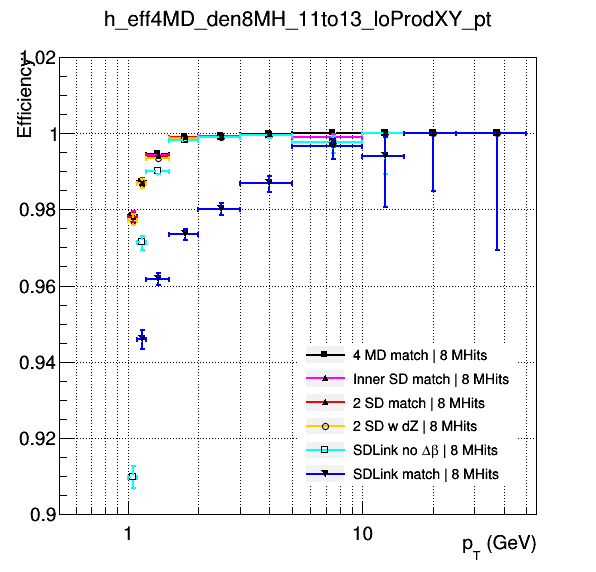 h_eff4MD_den8MH_11to13_loProdXY_pt
Efficiency
1.02
1
0.98
0.96
0.94
0.92
0.9
4 MD match | 8 MHits
Inner SD match | 8 MHits
2 SD match | 8 MHits
2 SD w dZ | 8 MHits
SDLink no Δβ | 8 MHits
SDLink match | 8 MHits
1
10
p_T (GeV)